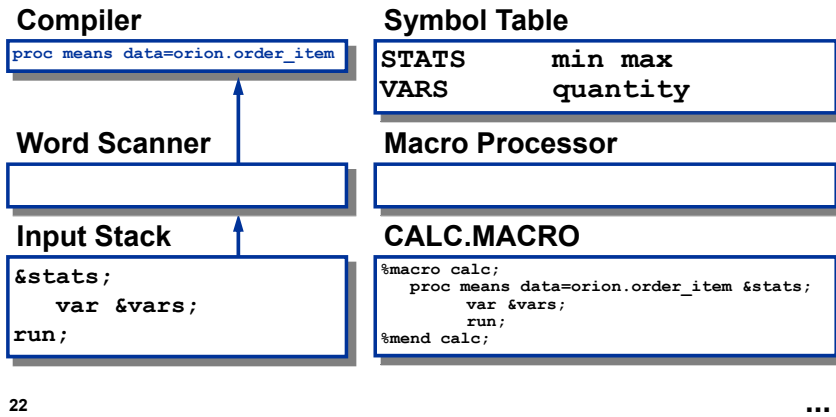 Compiler
proc means data=orion.order_item
Symbol Table
STATS min max
VARS quantity
Word Scanner
Macro Processor
Input Stack
&stats;
var &vars;
run;
CALC.MACRO
%macro calc;
proc means data=orion.order_item &stats;
var &vars;
run;
%mend calc;
22
...